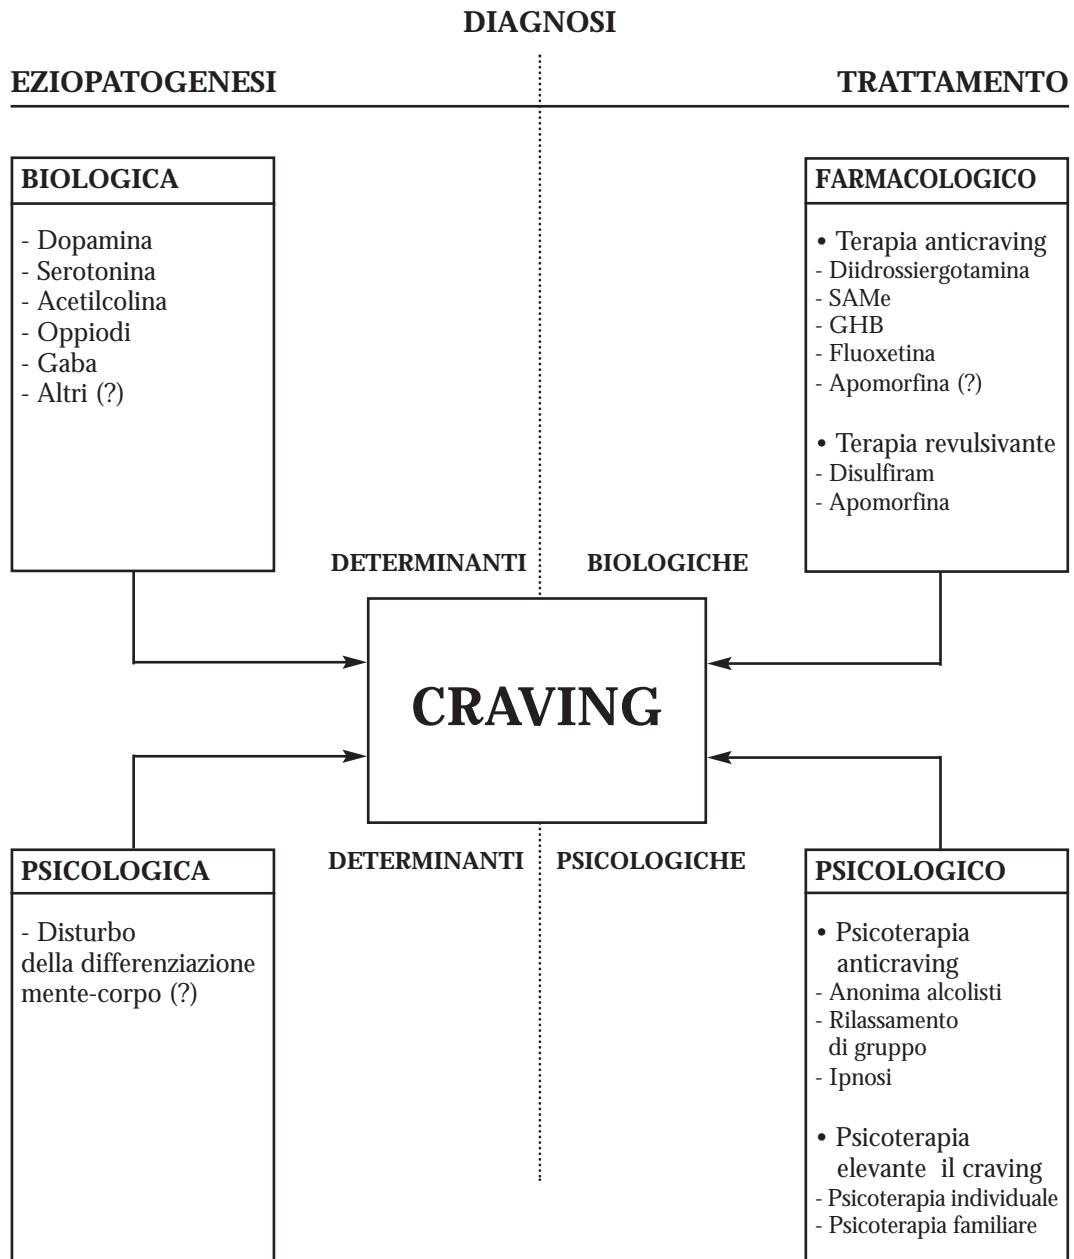 DIAGNOSI
EZIOPATOGENESI
TRATTAMENTO
BIOLOGICA
- Dopamina
- Serotonina
- Acetilcolina
- Oppiodi
- Gaba
- Altri (?)
FARMACOLOGICO
• Terapia anticraving
- Diidrossiergotamina
- SAMe
- GHB
- Fluoxetina
- Apomorfina (?)
• Terapia revulsivante
- Disulfiram
- Apomorfina
DETERMINANTI BIOLOGICHE
CRAVING
DETERMINANTI PSICOLOGICHE
PSICOLOGICA
- Disturbo
della differenziazione
mente-corpo (?)
PSICOLOGICO
• Psicoterapia
anticraving
- Anonima alcolisti
- Rilassamento
di gruppo
- Ipnosi
• Psicoterapia
elevante il craving
- Psicoterapia individuale
- Psicoterapia familiare